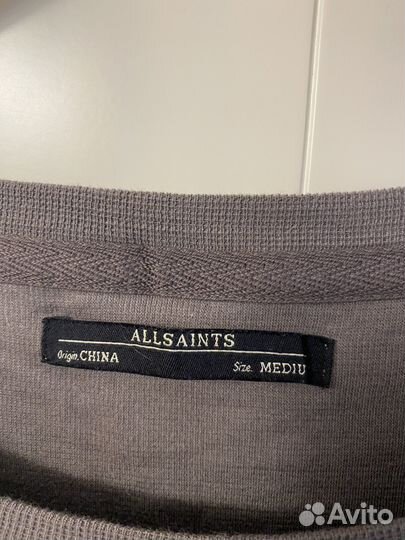 ALLSAINTS
Origin. CHINA Size. MEDIU
Avito